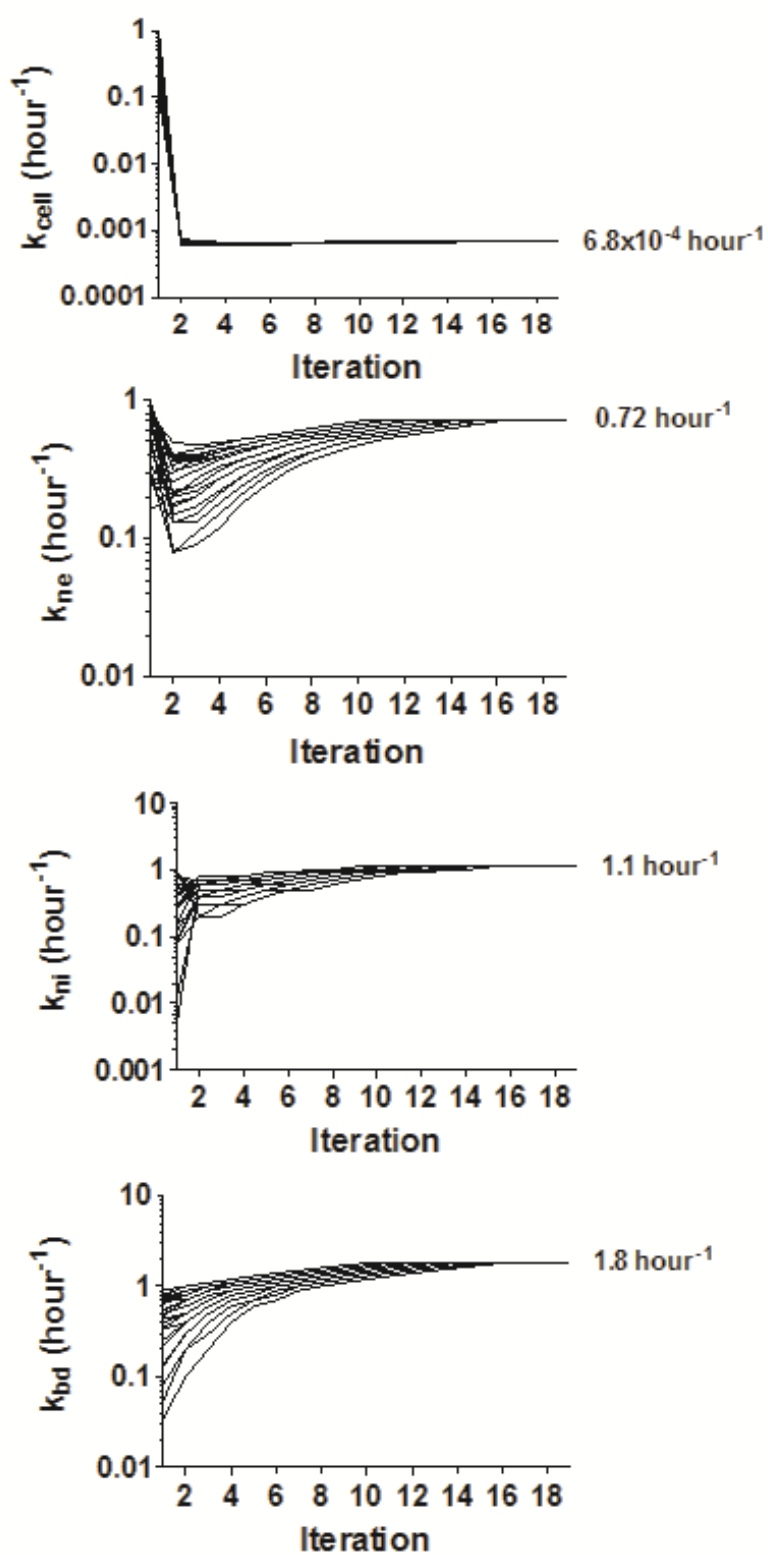 1
0.1
0.01
0.001
0.0001
k_cell (hour⁻¹)
6.8x10⁻⁴ hour⁻¹
2 4 6 8 10 12 14 16 18
Iteration
1
0.1
0.01
k_ne (hour⁻¹)
0.72 hour⁻¹
2 4 6 8 10 12 14 16 18
Iteration
10
1
0.1
0.01
0.001
k_ni (hour⁻¹)
1.1 hour⁻¹
2 4 6 8 10 12 14 16 18
Iteration
10
1
0.1
0.01
k_bd (hour⁻¹)
1.8 hour⁻¹
2 4 6 8 10 12 14 16 18
Iteration